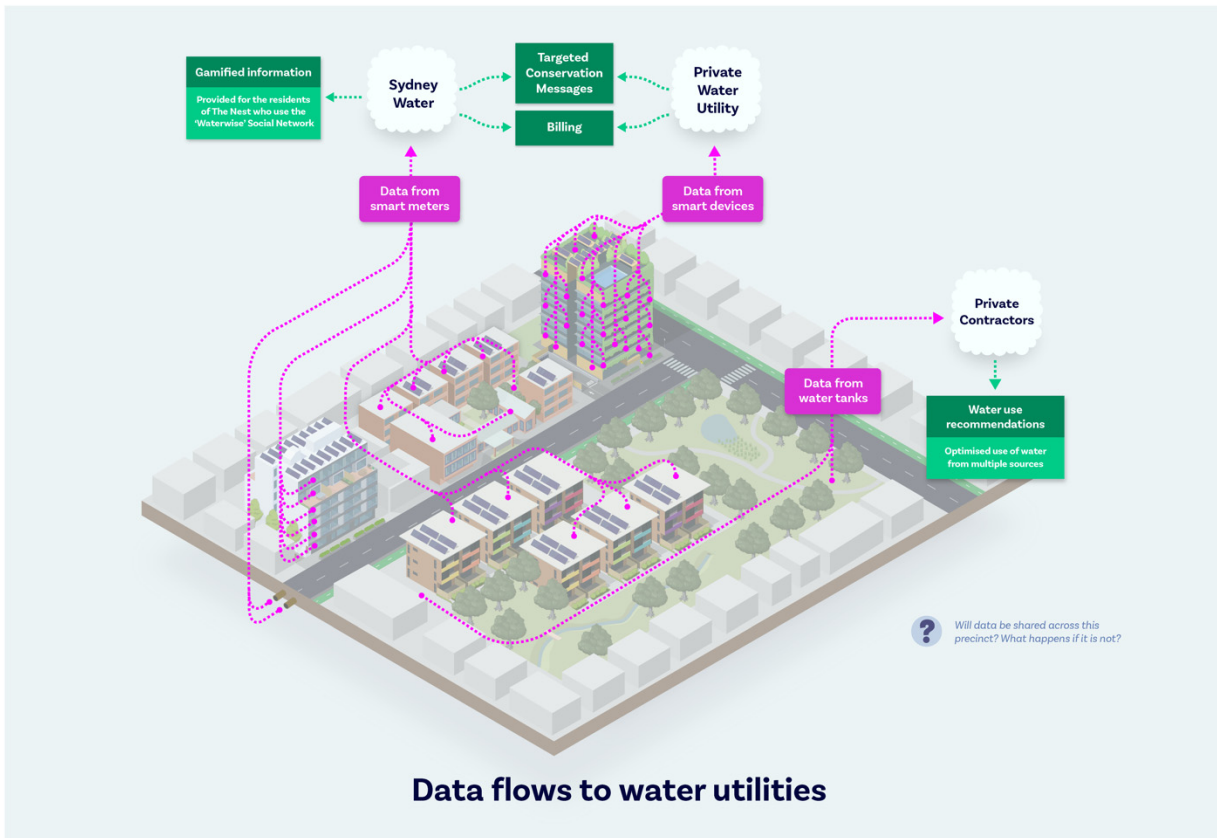 Gamified information
Provided for the residents
of The Nest who use the
‘Waterwise’ Social Network
Sydney
Water
Targeted
Conservation
Messages
Billing
Private
Water
Utility
Data from
smart meters
Data from
smart devices
Private
Contractors
Data from
water tanks
Water use
recommendations
Optimised use of water
from multiple sources
?
Will data be shared across this
precinct? What happens if it is not?
Data flows to water utilities